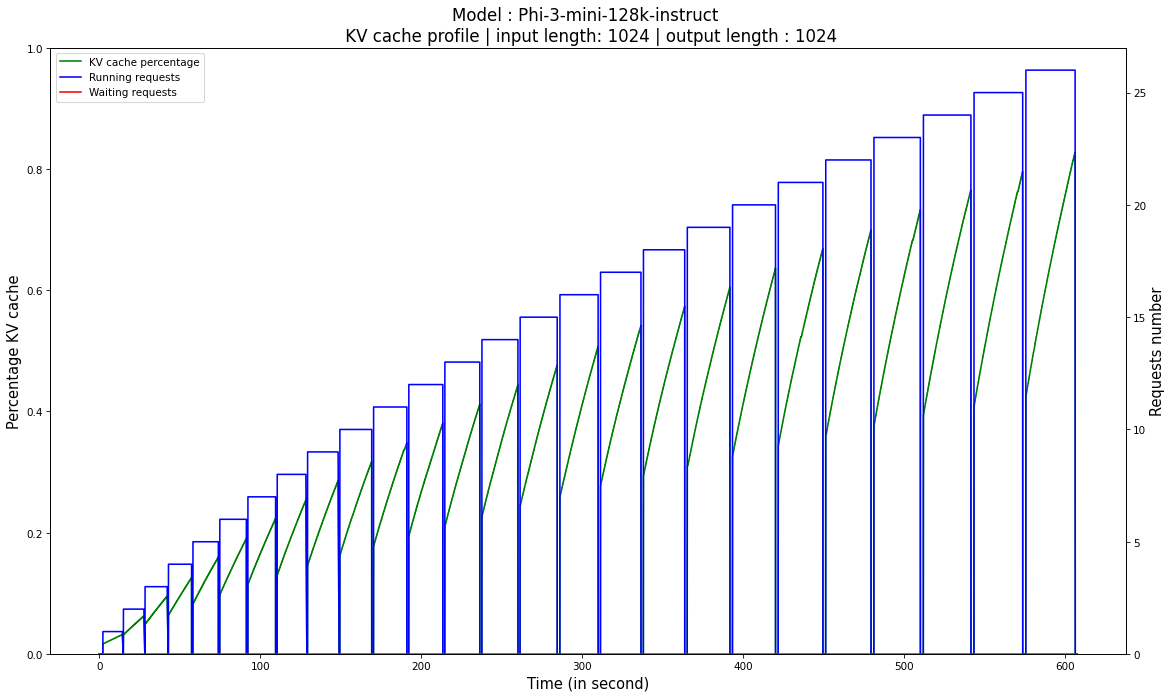 Model : Phi-3-mini-128k-instruct
KV cache profile | input length: 1024 | output length : 1024
KV cache percentage
Running requests
Waiting requests
1.0
0.8
0.6
0.4
0.2
0.0
Percentage KV cache
25
20
15
10
5
0
Requests number
0 100 200 300 400 500 600
Time (in second)